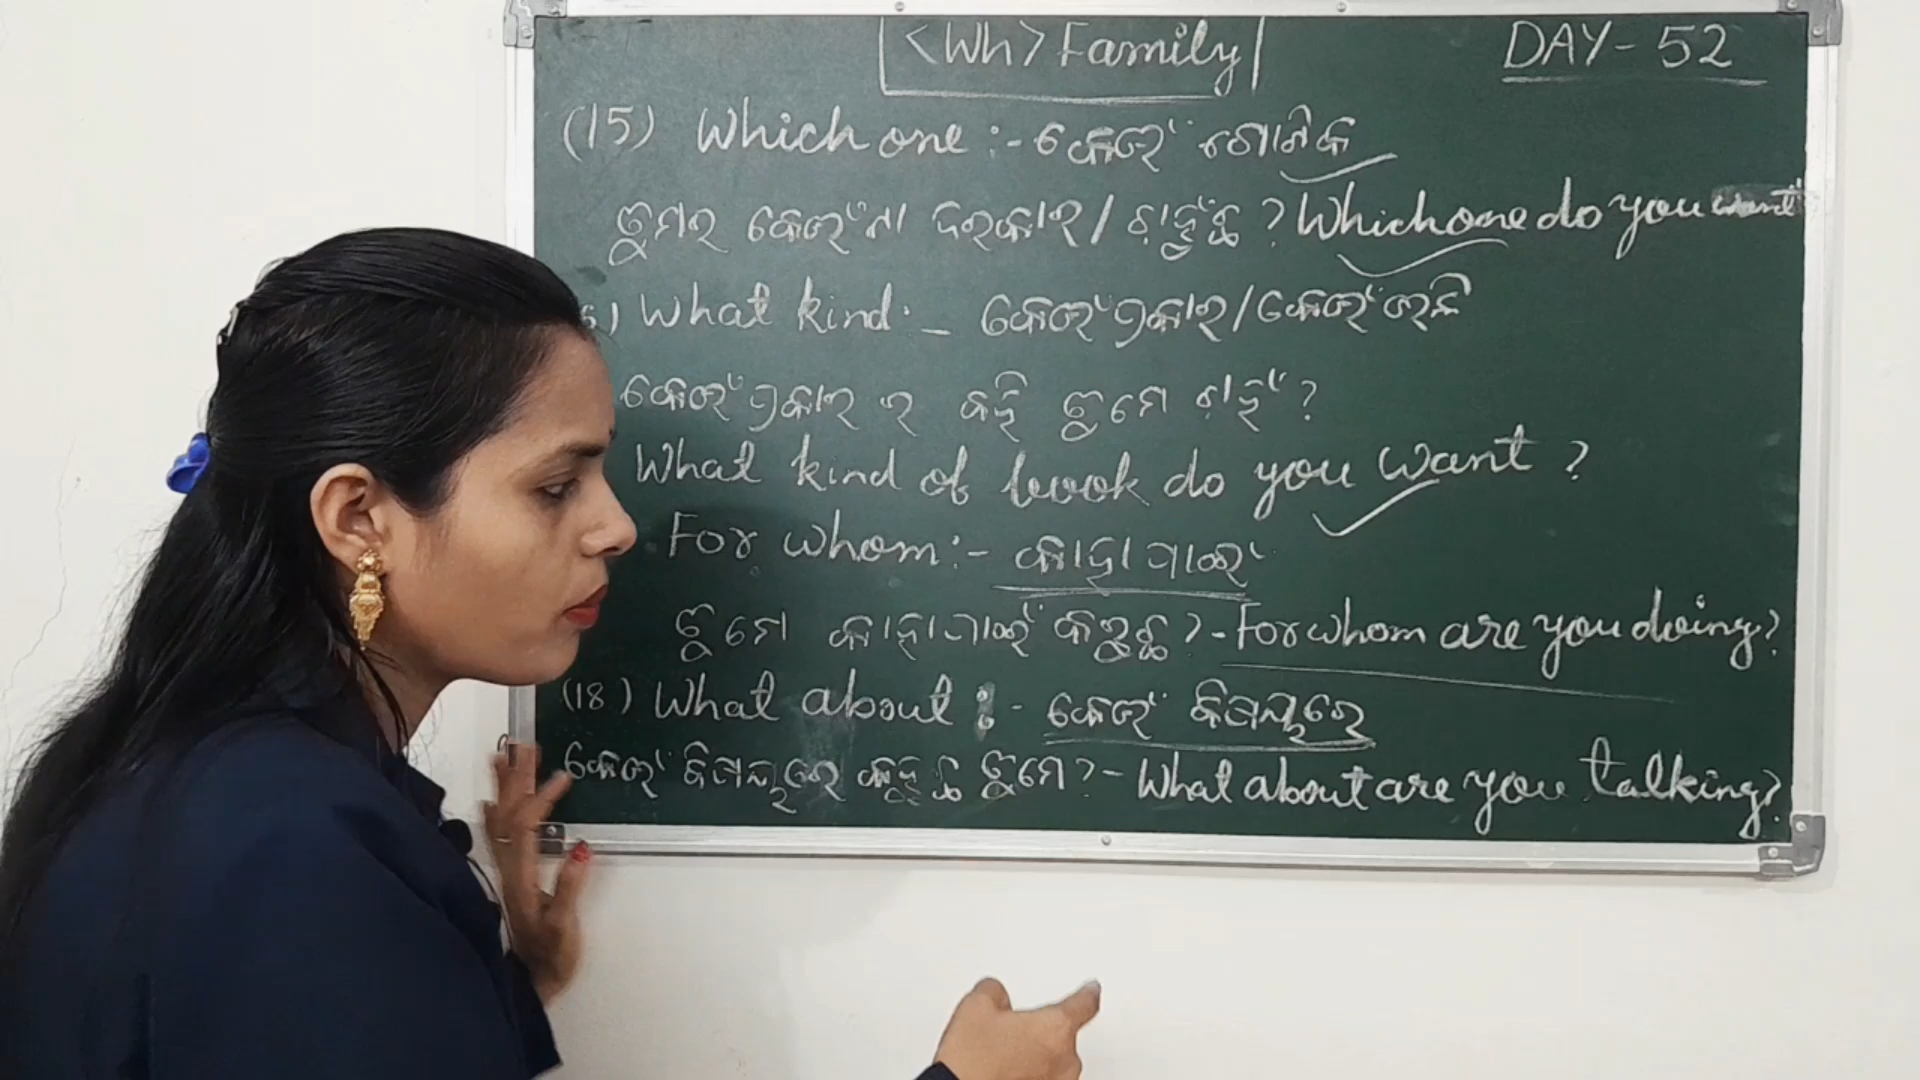 <Wh> Family
DAY - 52
(15) Which one :- କେଉଁ ଗୋଟିକ
ତୁମର କେଉଁଟା ଦରକାର / ଚାହୁଁଛ ? Which one do you want
6) What kind :- କେଉଁ ପ୍ରକାର / କେଉଁ ଭଳି
କେଉଁ ପ୍ରକାର ର ବହି ତୁମେ ଚାହଁ ?
What kind of book do you want ?
For whom :- କାହା ପାଇଁ
ତୁମେ କାହା ପାଇଁ କରୁଛ ? - For whom are you doing ?
(18) What about :- କେଉଁ ବିଷୟରେ
କେଉଁ ବିଷୟରେ କହୁଛ ତୁମେ ? - What about are you talking ?